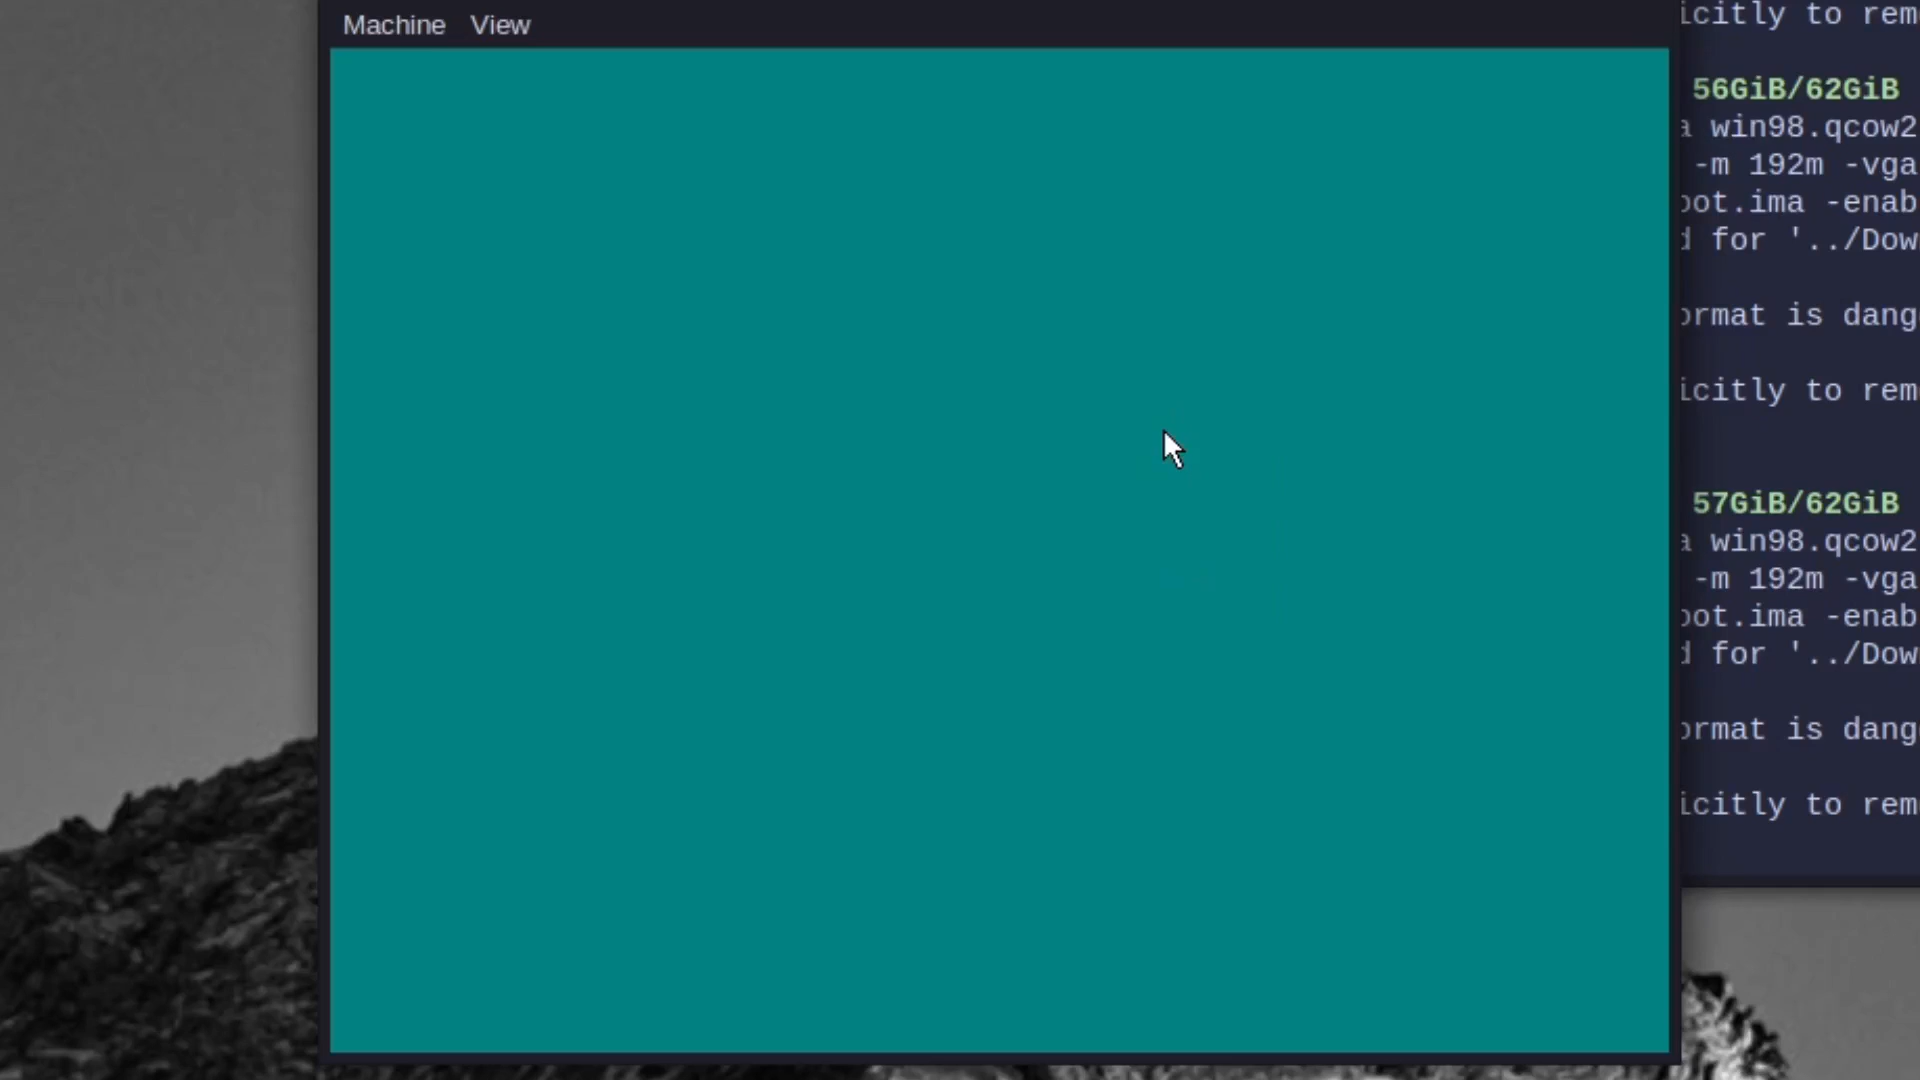 Machine View
icitly to rem
56GiB/62GiB
a win98.qcow2
-m 192m -vga
oot.ima -enab
d for '../Dow
ormat is dang
icitly to rem
57GiB/62GiB
a win98.qcow2
-m 192m -vga
oot.ima -enab
d for '../Dow
ormat is dang
icitly to rem